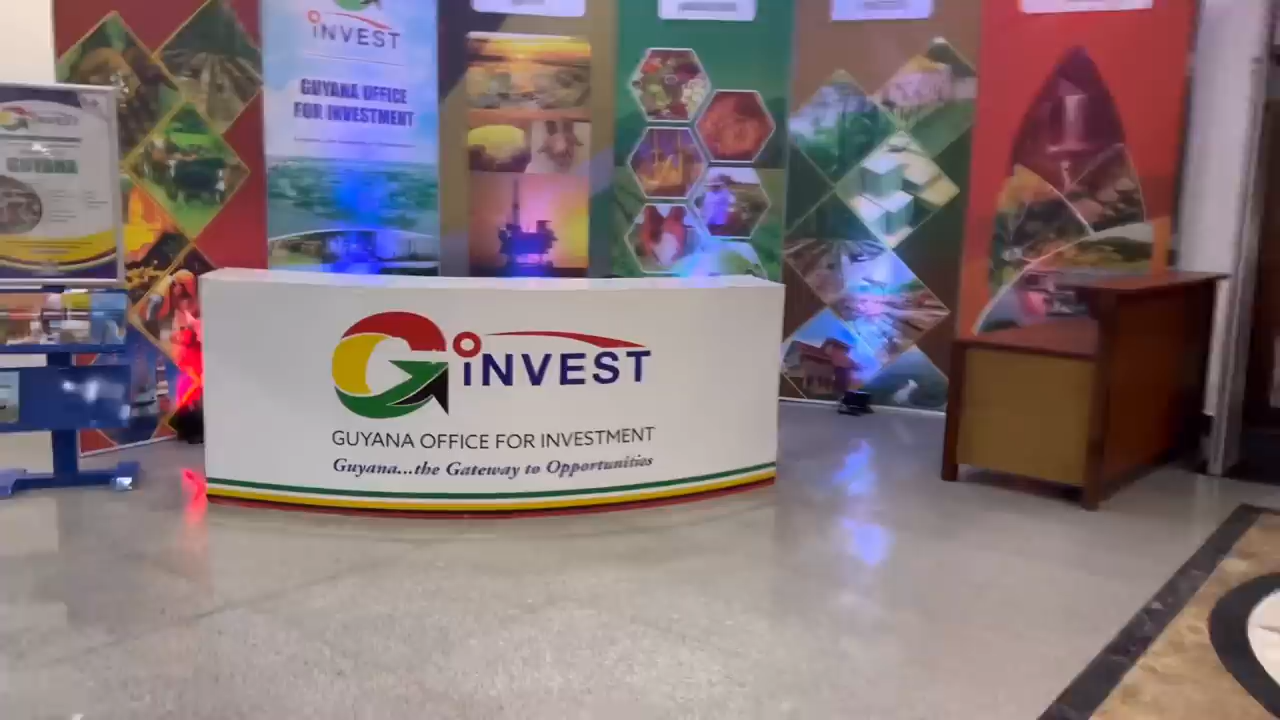 iNVEST
GUYANA OFFICE
FOR INVESTMENT
GUYANA
G iNVEST
GUYANA OFFICE FOR INVESTMENT
Guyana...the Gateway to Opportunities